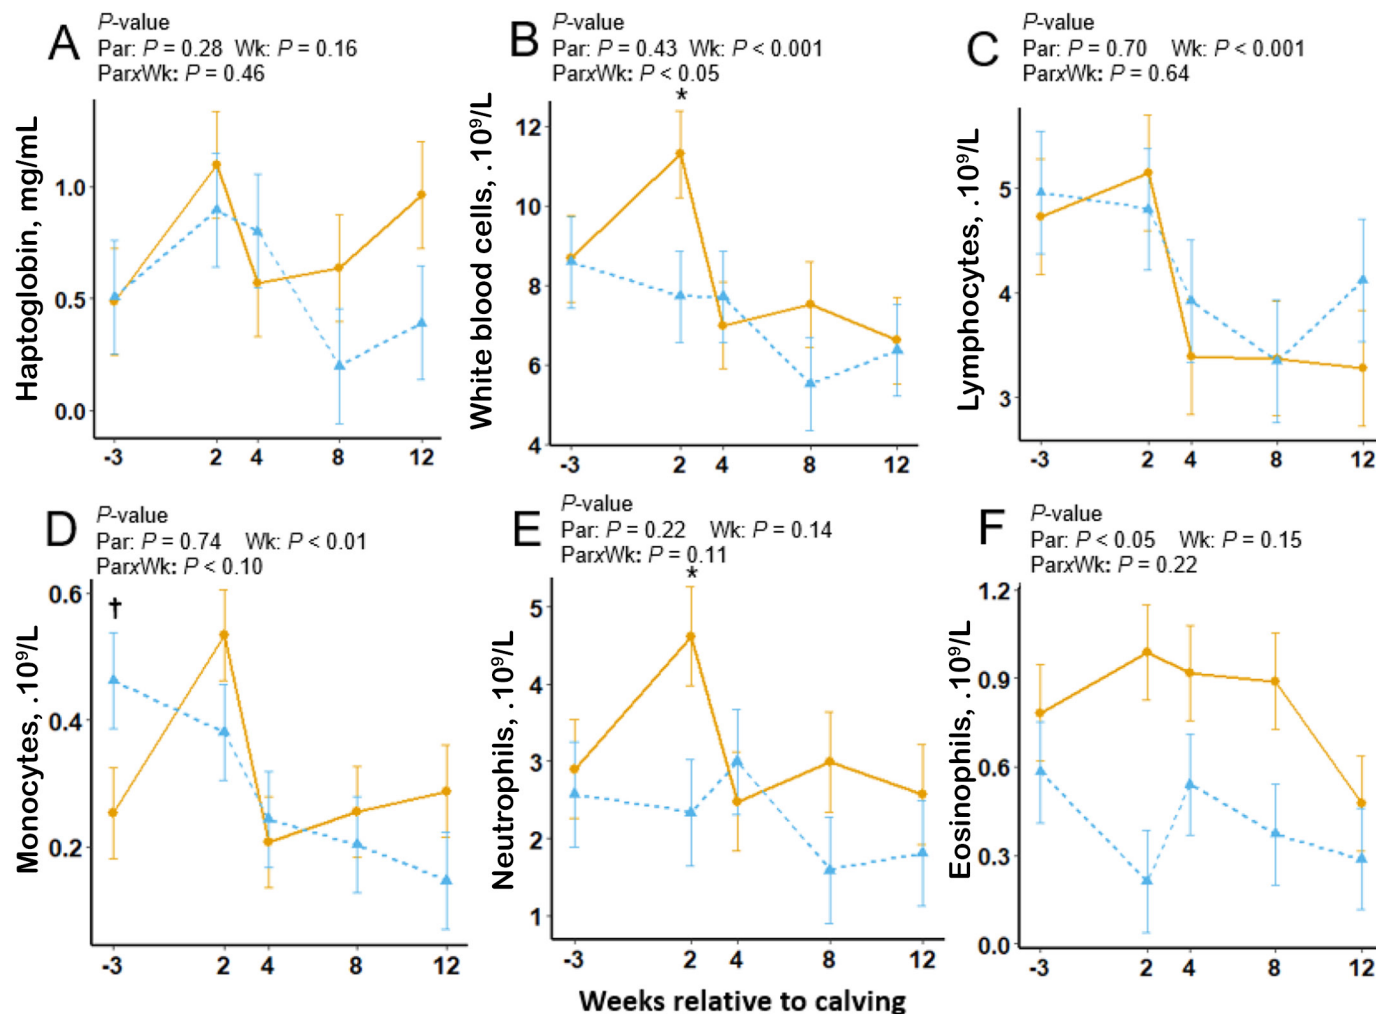 A
P-value
Par: P = 0.28 Wk: P = 0.16
ParxWk: P = 0.46
Haptoglobin, mg/mL
1.0
0.5
0.0
-3 2 4 8 12
B
P-value
Par: P = 0.43 Wk: P < 0.001
ParxWk: P < 0.05
*
White blood cells, .10⁹/L
12
10
8
6
4
-3 2 4 8 12
C
P-value
Par: P = 0.70 Wk: P < 0.001
ParxWk: P = 0.64
Lymphocytes, .10⁹/L
5
4
3
-3 2 4 8 12
D
P-value
Par: P = 0.74 Wk: P < 0.01
ParxWk: P < 0.10
†
Monocytes, .10⁹/L
0.6
0.4
0.2
-3 2 4 8 12
E
P-value
Par: P = 0.22 Wk: P = 0.14
ParxWk: P = 0.11
*
Neutrophils, .10⁹/L
5
4
3
2
1
-3 2 4 8 12
F
P-value
Par: P < 0.05 Wk: P = 0.15
ParxWk: P = 0.22
Eosinophils, .10⁹/L
1.2
0.9
0.6
0.3
0.0
-3 2 4 8 12
Weeks relative to calving